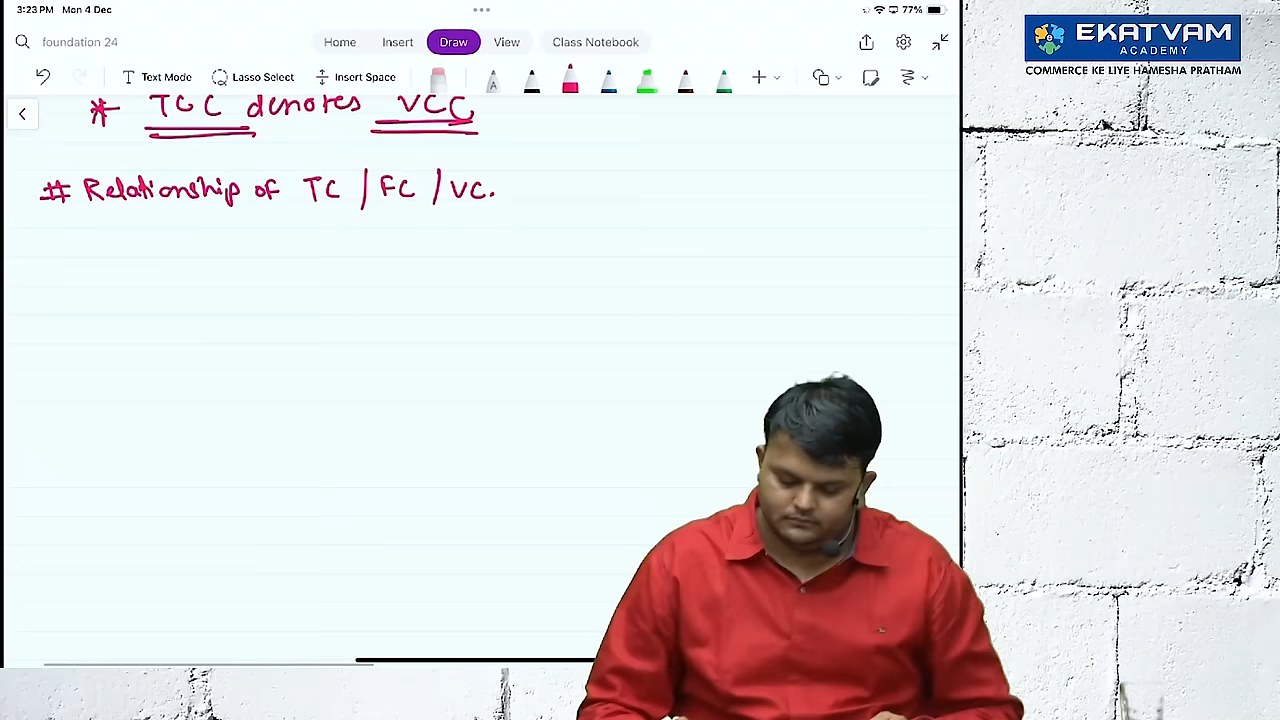 3:23 PM Mon 4 Dec
77%
foundation 24
Home Insert Draw View Class Notebook
Text Mode Lasso Select Insert Space
* TCC denotes VCC
# Relationship of TC / FC / VC.
EKATVAM
ACADEMY
COMMERCE KE LIYE HAMESHA PRATHAM